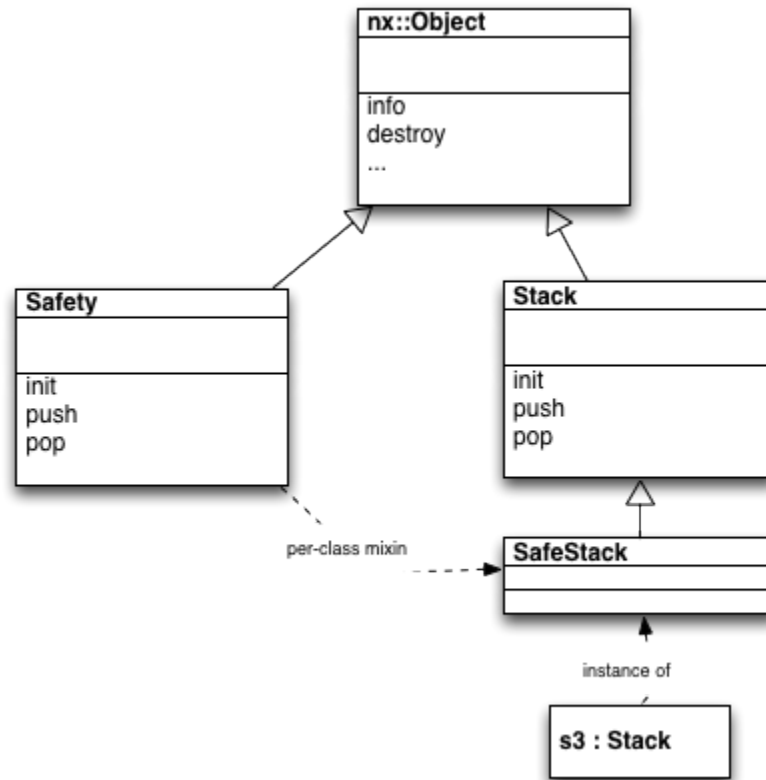 nx::Object
info
destroy
...
Safety
init
push
pop
Stack
init
push
pop
per-class mixin
SafeStack
instance of
s3 : Stack